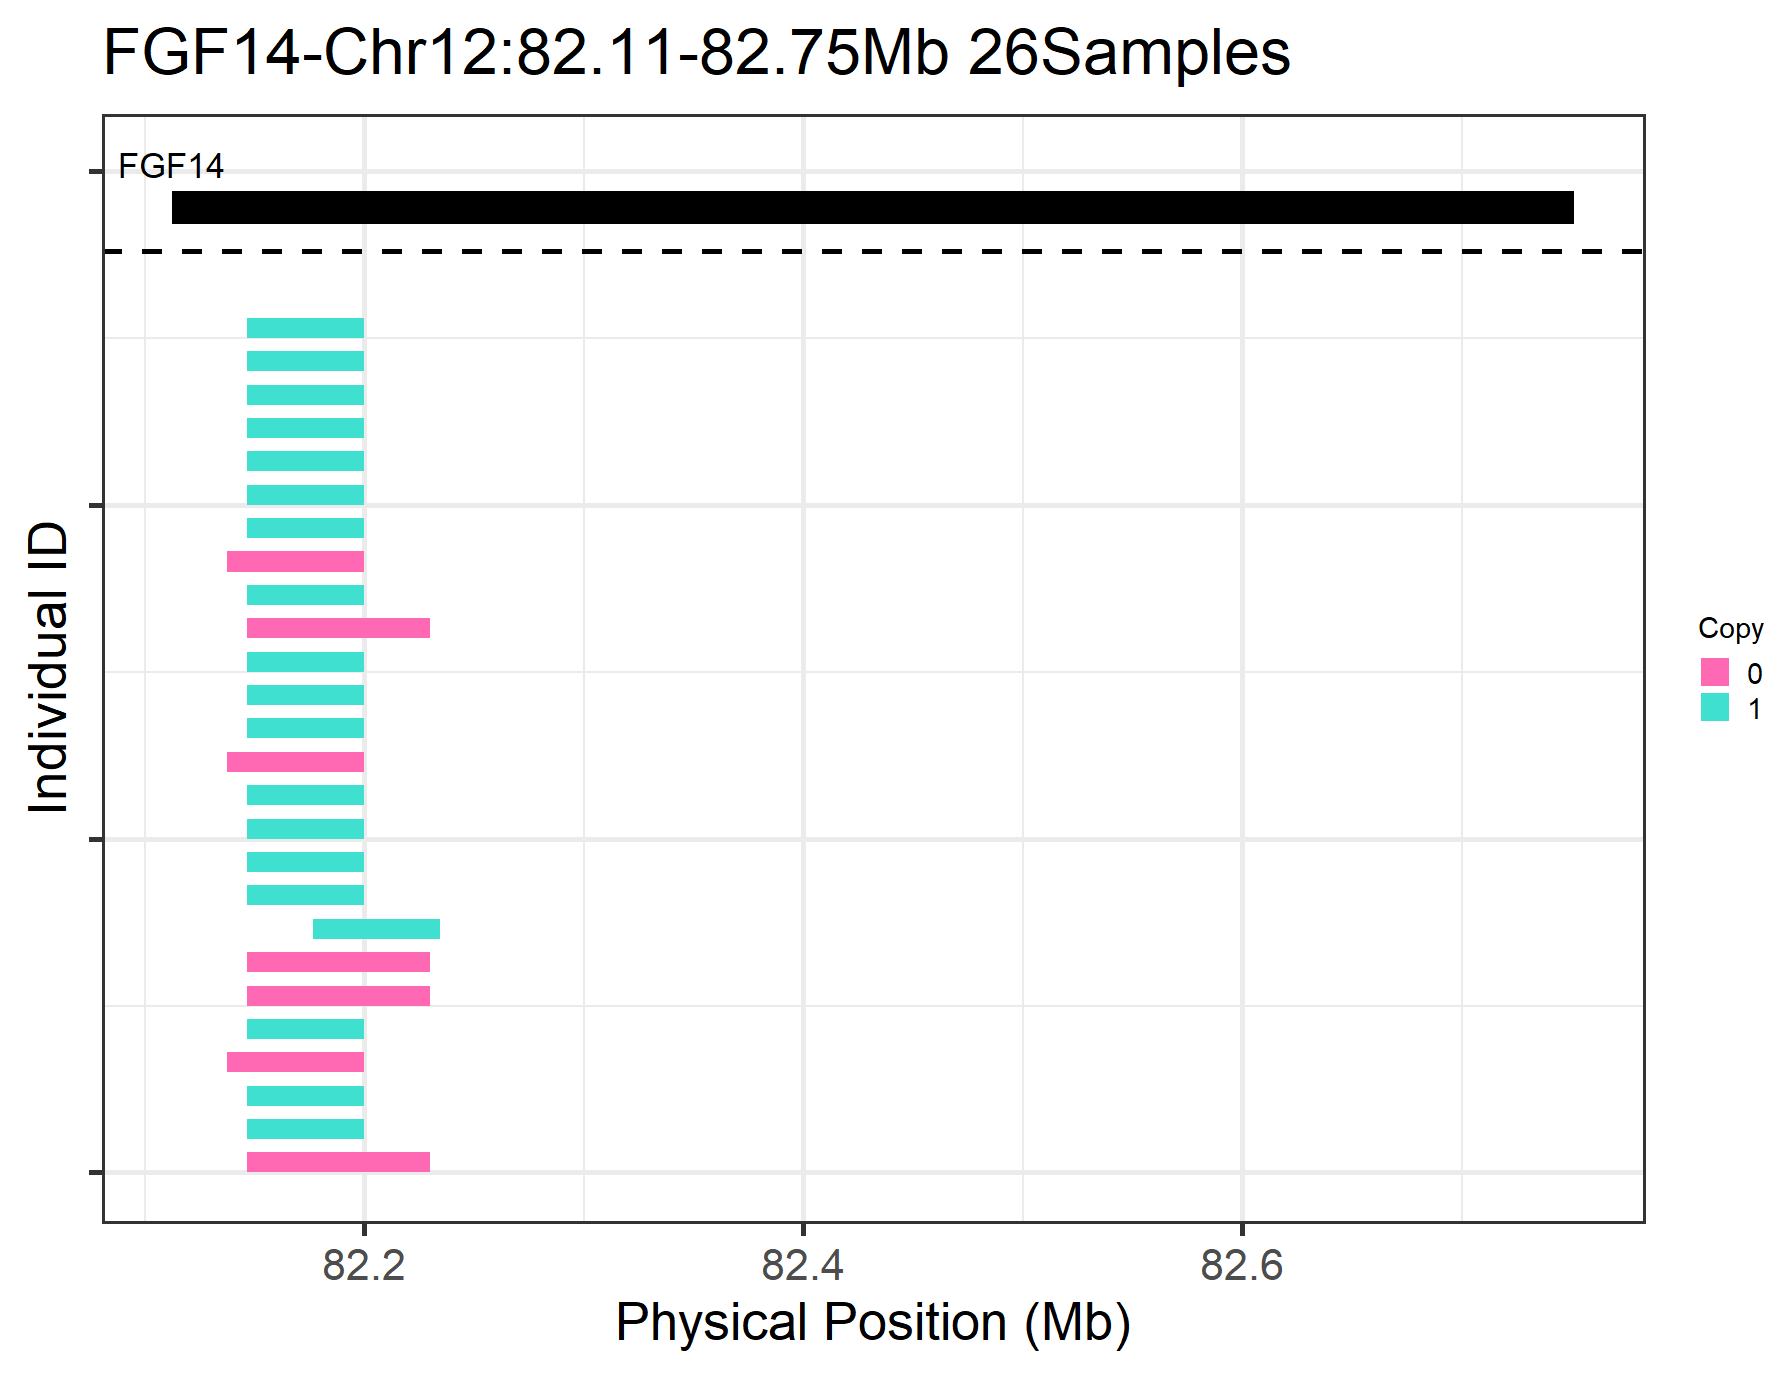 FGF14-Chr12:82.11-82.75Mb 26Samples
FGF14
Individual ID
Copy
0
1
82.2 82.4 82.6
Physical Position (Mb)